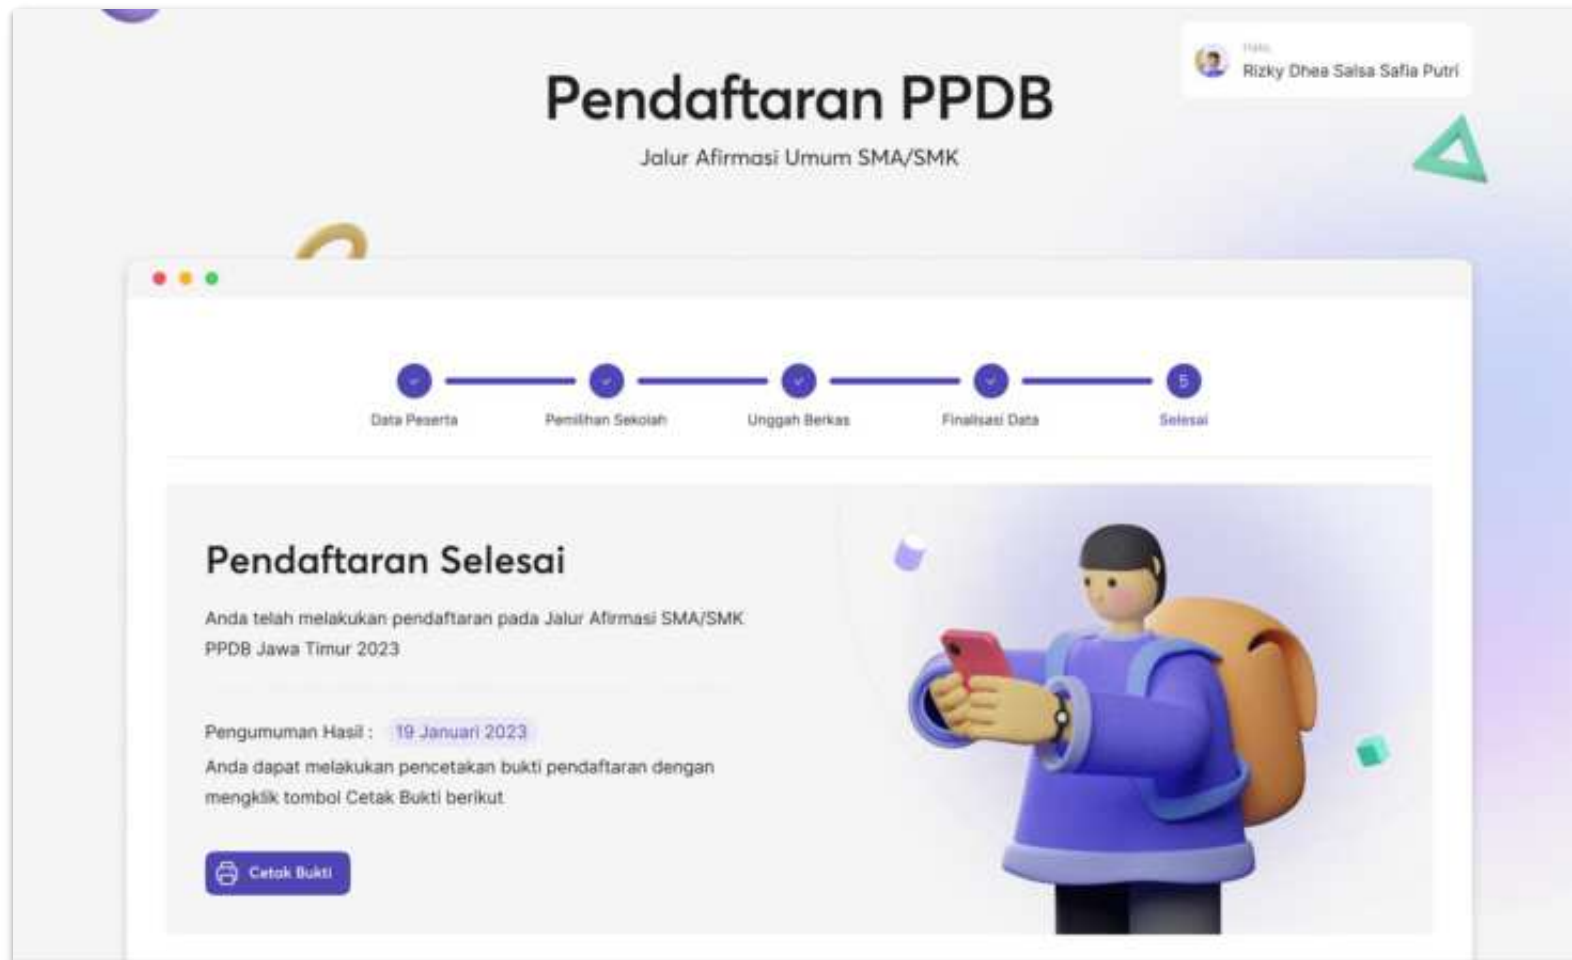 Halo,
Rizky Dhea Salsa Safia Putri
Pendaftaran PPDB
Jalur Afirmasi Umum SMA/SMK
Data Peserta
Pemilihan Sekolah
Unggah Berkas
Finalisasi Data
5
Selesai
Pendaftaran Selesai
Anda telah melakukan pendaftaran pada Jalur Afirmasi SMA/SMK
PPDB Jawa Timur 2023
Pengumuman Hasil : 19 Januari 2023
Anda dapat melakukan pencetakan bukti pendaftaran dengan
mengklik tombol Cetak Bukti berikut
Cetak Bukti